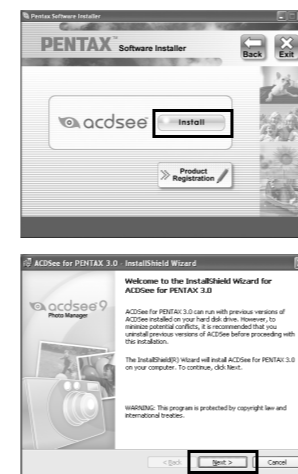 Pentax Software Installer
PENTAX™ Software Installer
Back Exit
acdsee Install
Product
Registration
ACDSee for PENTAX 3.0 - InstallShield Wizard
Welcome to the InstallShield Wizard for
ACDSee for PENTAX 3.0
acdsee 9
Photo Manager
ACDSee for PENTAX 3.0 can run with previous versions of
ACDSee installed on your hard disk drive. However, to
minimize potential conflicts, it is recommended that you
uninstall previous versions of ACDSee before proceeding with
this installation.
The InstallShield(R) Wizard will install ACDSee for PENTAX 3.0
on your computer. To continue, click Next.
WARNING: This program is protected by copyright law and
international treaties.
< Back Next > Cancel